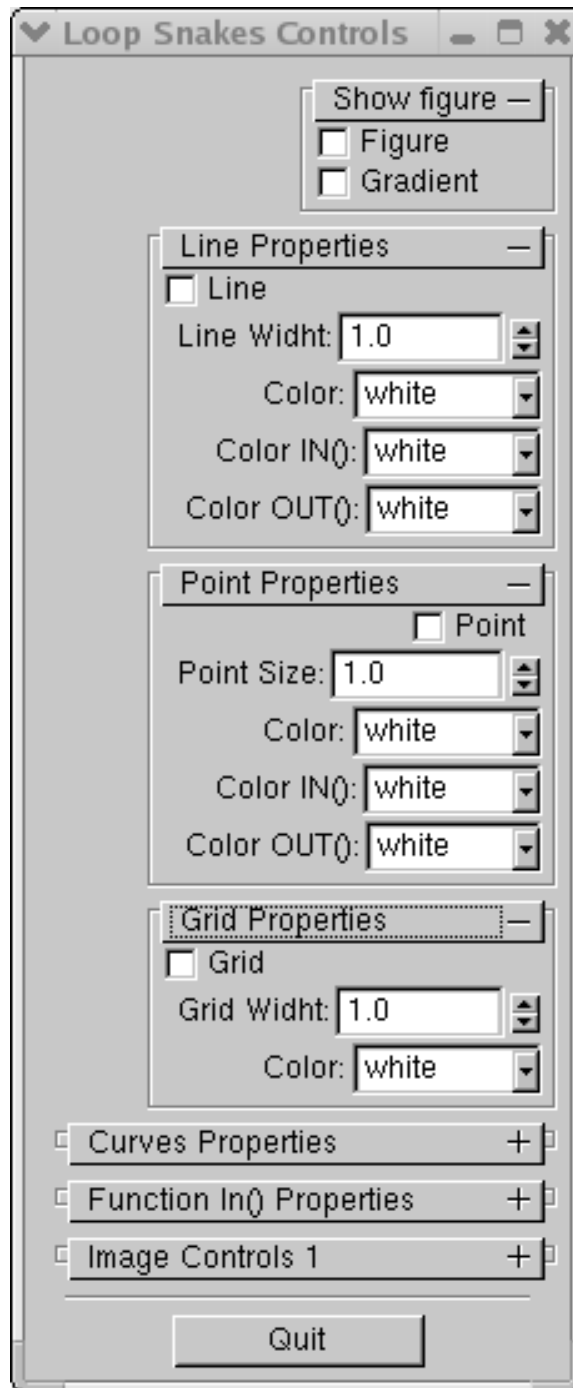 Loop Snakes Controls
Show figure
Figure
Gradient
Line Properties
Line
Line Widht: 1.0
Color: white
Color IN(): white
Color OUT(): white
Point Properties
Point
Point Size: 1.0
Color: white
Color IN(): white
Color OUT(): white
Grid Properties
Grid
Grid Widht: 1.0
Color: white
Curves Properties
Function In() Properties
Image Controls 1
Quit